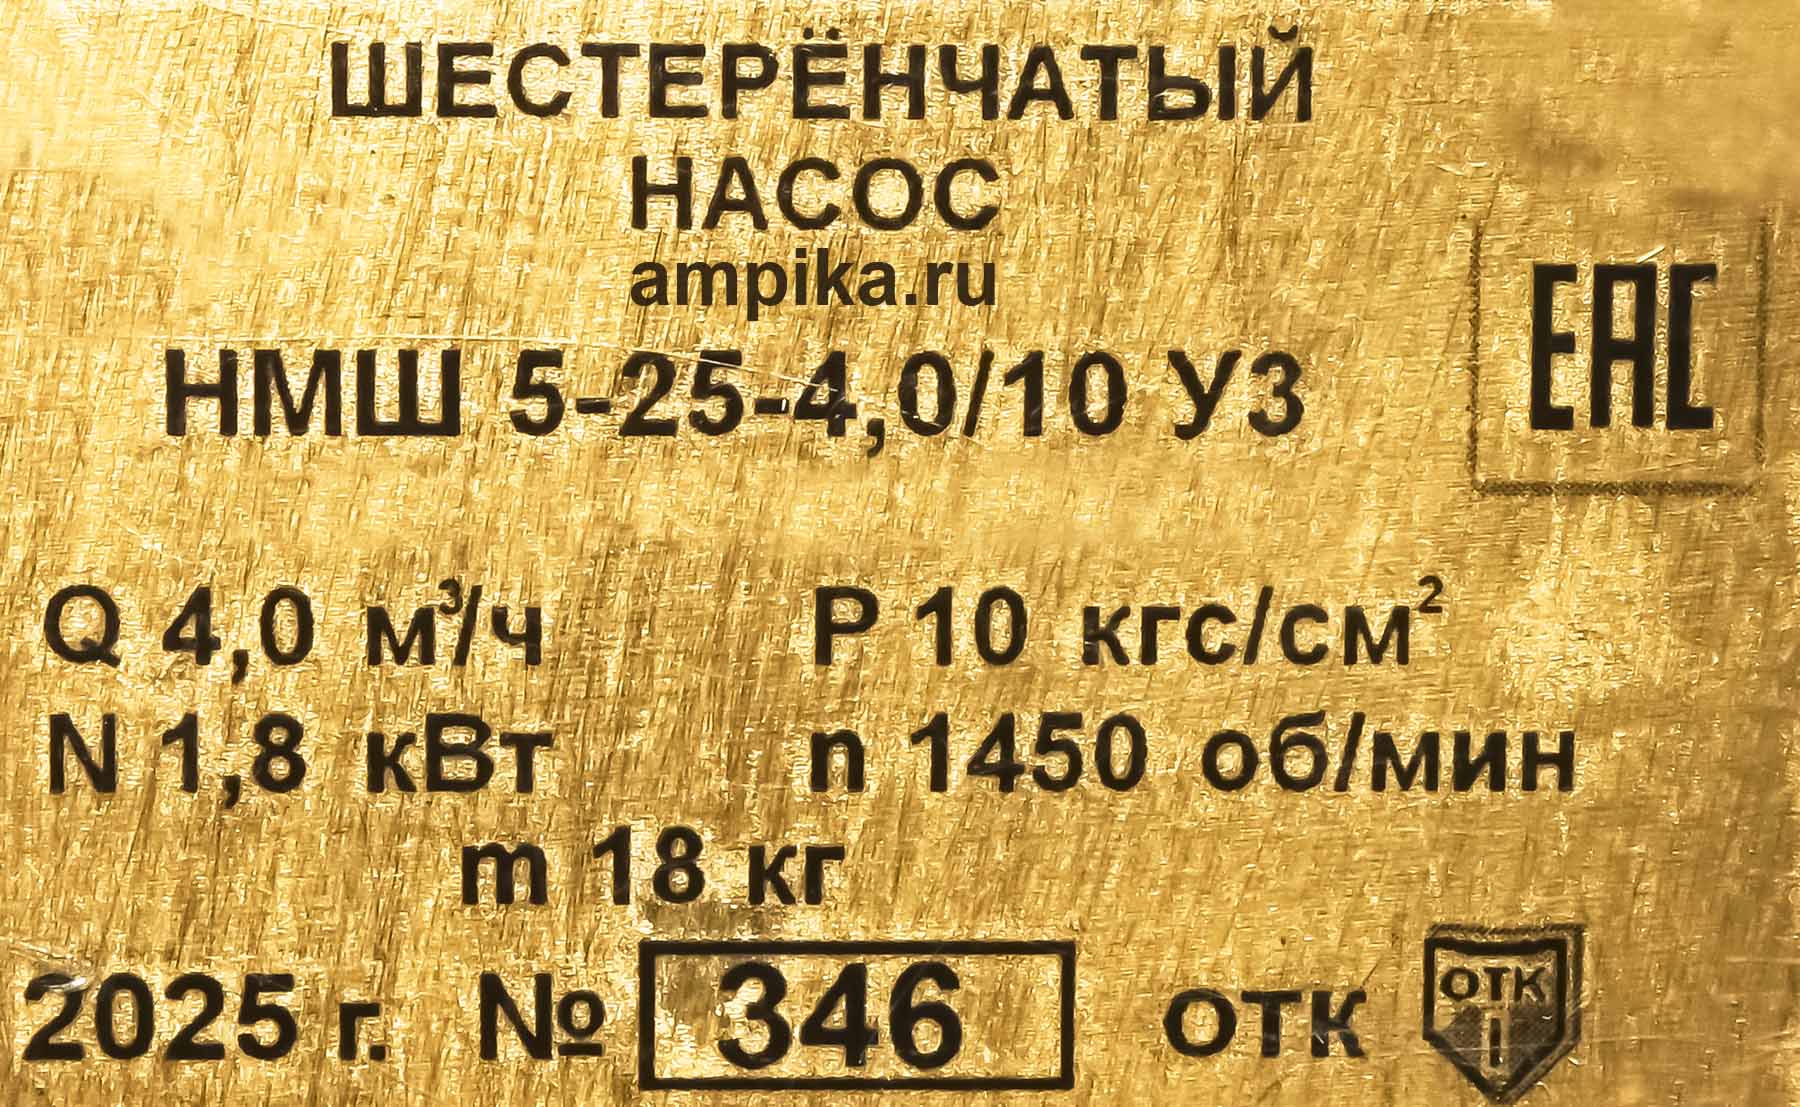 ШЕСТЕРЁНЧАТЫЙ
НАСОС
ampika.ru
НМШ 5-25-4,0/10 У3
EAC
Q 4,0 м³/ч P 10 кгс/см²
N 1,8 кВт n 1450 об/мин
m 18 кг
2025 г. № 346 ОТК ОТК I